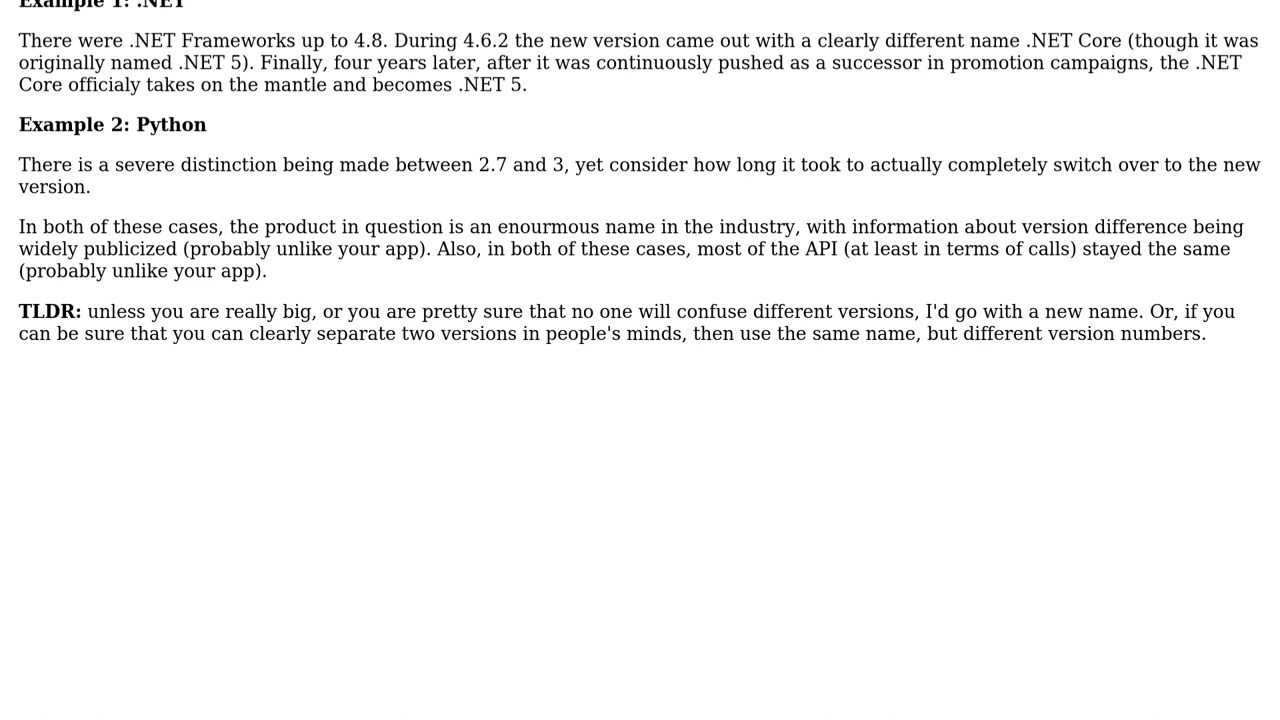 Example 1: .NET
There were .NET Frameworks up to 4.8. During 4.6.2 the new version came out with a clearly different name .NET Core (though it was
originally named .NET 5). Finally, four years later, after it was continuously pushed as a successor in promotion campaigns, the .NET
Core officialy takes on the mantle and becomes .NET 5.
Example 2: Python
There is a severe distinction being made between 2.7 and 3, yet consider how long it took to actually completely switch over to the new
version.
In both of these cases, the product in question is an enourmous name in the industry, with information about version difference being
widely publicized (probably unlike your app). Also, in both of these cases, most of the API (at least in terms of calls) stayed the same
(probably unlike your app).
TLDR: unless you are really big, or you are pretty sure that no one will confuse different versions, I'd go with a new name. Or, if you
can be sure that you can clearly separate two versions in people's minds, then use the same name, but different version numbers.